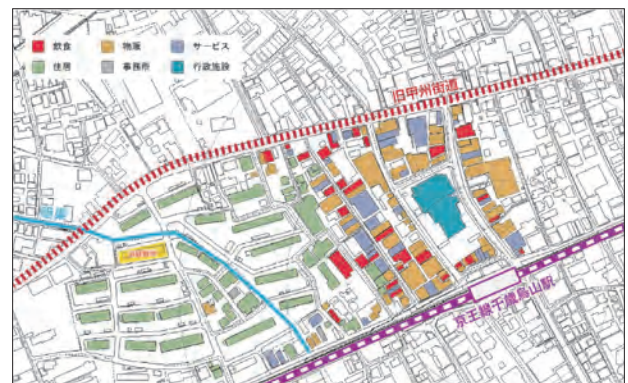 飲食
物販
サービス
住居
事務所
行政施設
旧甲州街道
京王線千歳烏山駅